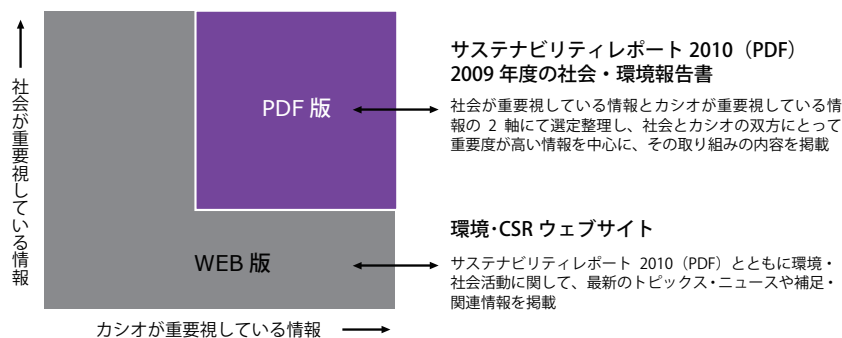 社会が重要視している情報
PDF 版
WEB 版
カシオが重要視している情報
サステナビリティレポート 2010（PDF）
2009 年度の社会・環境報告書
社会が重要視している情報とカシオが重要視している情
報の 2 軸にて選定整理し、社会とカシオの双方にとって
重要度が高い情報を中心に、その取り組みの内容を掲載
環境･CSR ウェブサイト
サステナビリティレポート 2010（PDF）とともに環境・
社会活動に関して、最新のトピックス・ニュースや補足・
関連情報を掲載